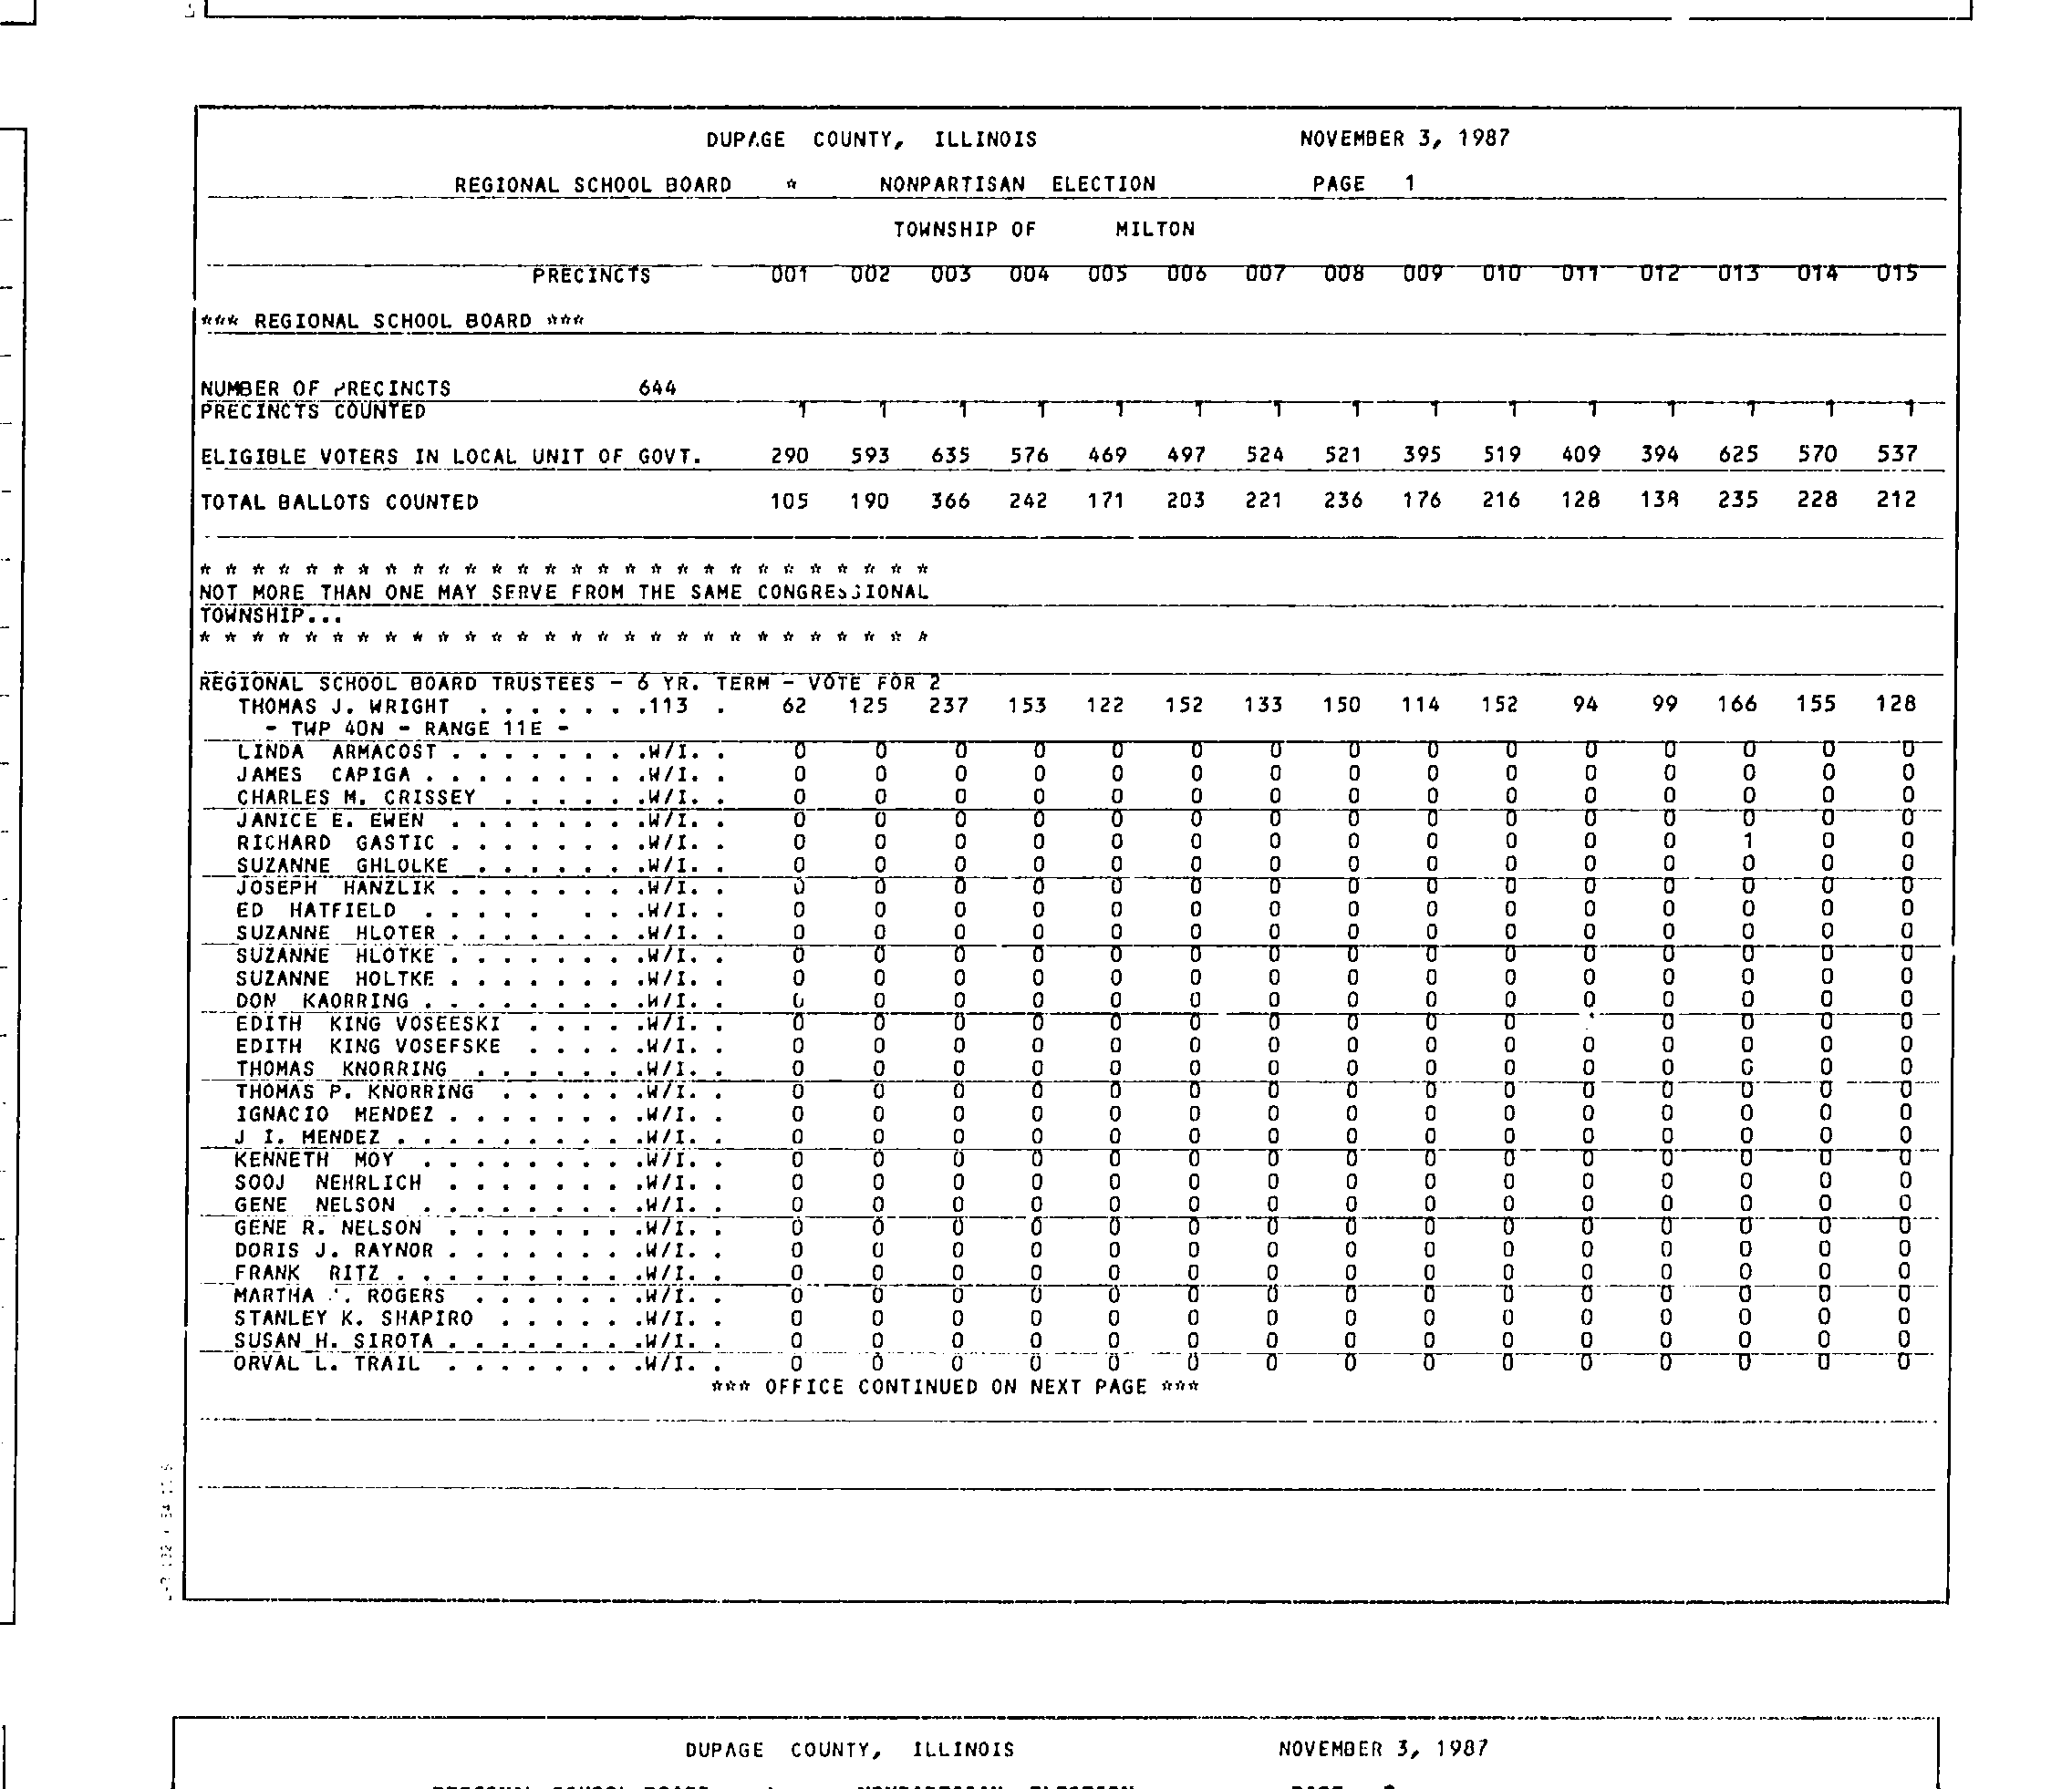 DUPAGE COUNTY, ILLINOIS NOVEMBER 3, 1987
REGIONAL SCHOOL BOARD * NONPARTISAN ELECTION PAGE 1
TOWNSHIP OF MILTON
PRECINCTS 001 002 003 004 005 006 007 008 009 010 011 012 013 014 015
*** REGIONAL SCHOOL BOARD ***
NUMBER OF PRECINCTS 644
PRECINCTS COUNTED 1 1 1 1 1 1 1 1 1 1 1 1 1 1 1
ELIGIBLE VOTERS IN LOCAL UNIT OF GOVT. 290 593 635 576 469 497 524 521 395 519 409 394 625 570 537
TOTAL BALLOTS COUNTED 105 190 366 242 171 203 221 236 176 216 128 138 235 228 212
* * * * * * * * * * * * * * * * * * * * * * * * * * * *
NOT MORE THAN ONE MAY SERVE FROM THE SAME CONGRESSIONAL
TOWNSHIP...
* * * * * * * * * * * * * * * * * * * * * * * * * * * *
REGIONAL SCHOOL BOARD TRUSTEES - 6 YR. TERM - VOTE FOR 2
THOMAS J. WRIGHT . . . . . . .113 . 62 125 237 153 122 152 133 150 114 152 94 99 166 155 128
- TWP 40N - RANGE 11E -
LINDA ARMACOST . . . . . . . .W/I. . 0 0 0 0 0 0 0 0 0 0 0 0 0 0 0
JAMES CAPIGA . . . . . . . . .W/I. . 0 0 0 0 0 0 0 0 0 0 0 0 0 0 0
CHARLES M. CRISSEY . . . . . .W/I. . 0 0 0 0 0 0 0 0 0 0 0 0 0 0 0
JANICE E. EWEN . . . . . . . .W/I. . 0 0 0 0 0 0 0 0 0 0 0 0 0 0 0
RICHARD GASTIC . . . . . . . .W/I. . 0 0 0 0 0 0 0 0 0 0 0 0 1 0 0
SUZANNE GHLOLKE . . . . . . .W/I. . 0 0 0 0 0 0 0 0 0 0 0 0 0 0 0
JOSEPH HANZLIK . . . . . . . .W/I. . 0 0 0 0 0 0 0 0 0 0 0 0 0 0 0
ED HATFIELD . . . . . . . .W/I. . 0 0 0 0 0 0 0 0 0 0 0 0 0 0 0
SUZANNE HLOTER . . . . . . . .W/I. . 0 0 0 0 0 0 0 0 0 0 0 0 0 0 0
SUZANNE HLOTKE . . . . . . . .W/I. . 0 0 0 0 0 0 0 0 0 0 0 0 0 0 0
SUZANNE HOLTKE . . . . . . . .W/I. . 0 0 0 0 0 0 0 0 0 0 0 0 0 0 0
DON KAORRING . . . . . . . . .W/I. . 0 0 0 0 0 0 0 0 0 0 0 0 0 0 0
EDITH KING VOSEESKI . . . . .W/I. . 0 0 0 0 0 0 0 0 0 0 0 0 0 0
EDITH KING VOSEFSKE . . . . .W/I. . 0 0 0 0 0 0 0 0 0 0 0 0 0 0 0
THOMAS KNORRING . . . . . . .W/I. . 0 0 0 0 0 0 0 0 0 0 0 0 0 0 0
THOMAS P. KNORRING . . . . . .W/I. . 0 0 0 0 0 0 0 0 0 0 0 0 0 0 0
IGNACIO MENDEZ . . . . . . . .W/I. . 0 0 0 0 0 0 0 0 0 0 0 0 0 0 0
J I. MENDEZ . . . . . . . . . .W/I. . 0 0 0 0 0 0 0 0 0 0 0 0 0 0 0
KENNETH MOY . . . . . . . . .W/I. . 0 0 0 0 0 0 0 0 0 0 0 0 0 0 0
SOOJ NEHRLICH . . . . . . . .W/I. . 0 0 0 0 0 0 0 0 0 0 0 0 0 0 0
GENE NELSON . . . . . . . . .W/I. . 0 0 0 0 0 0 0 0 0 0 0 0 0 0 0
GENE R. NELSON . . . . . . . .W/I. . 0 0 0 0 0 0 0 0 0 0 0 0 0 0 0
DORIS J. RAYNOR . . . . . . . .W/I. . 0 0 0 0 0 0 0 0 0 0 0 0 0 0 0
FRANK RITZ . . . . . . . . . .W/I. . 0 0 0 0 0 0 0 0 0 0 0 0 0 0 0
MARTHA ROGERS . . . . . . .W/I. . 0 0 0 0 0 0 0 0 0 0 0 0 0 0 0
STANLEY K. SHAPIRO . . . . . .W/I. . 0 0 0 0 0 0 0 0 0 0 0 0 0 0 0
SUSAN H. SIROTA . . . . . . . .W/I. . 0 0 0 0 0 0 0 0 0 0 0 0 0 0 0
ORVAL L. TRAIL . . . . . . . .W/I. . 0 0 0 0 0 0 0 0 0 0 0 0 0 0 0
*** OFFICE CONTINUED ON NEXT PAGE ***
DUPAGE COUNTY, ILLINOIS NOVEMBER 3, 1987